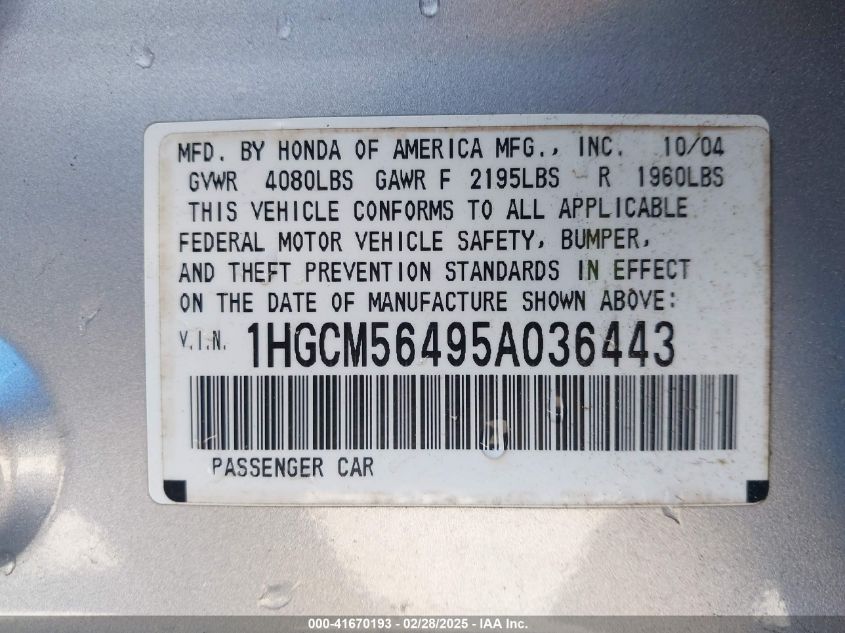 MFD. BY HONDA OF AMERICA MFG., INC. 10/04
GVWR 4080LBS GAWR F 2195LBS R 1960LBS
THIS VEHICLE CONFORMS TO ALL APPLICABLE
FEDERAL MOTOR VEHICLE SAFETY, BUMPER,
AND THEFT PREVENTION STANDARDS IN EFFECT
ON THE DATE OF MANUFACTURE SHOWN ABOVE:
V.I.N. 1HGCM56495A036443
PASSENGER CAR
000-41670193 - 02/28/2025 - IAA Inc.